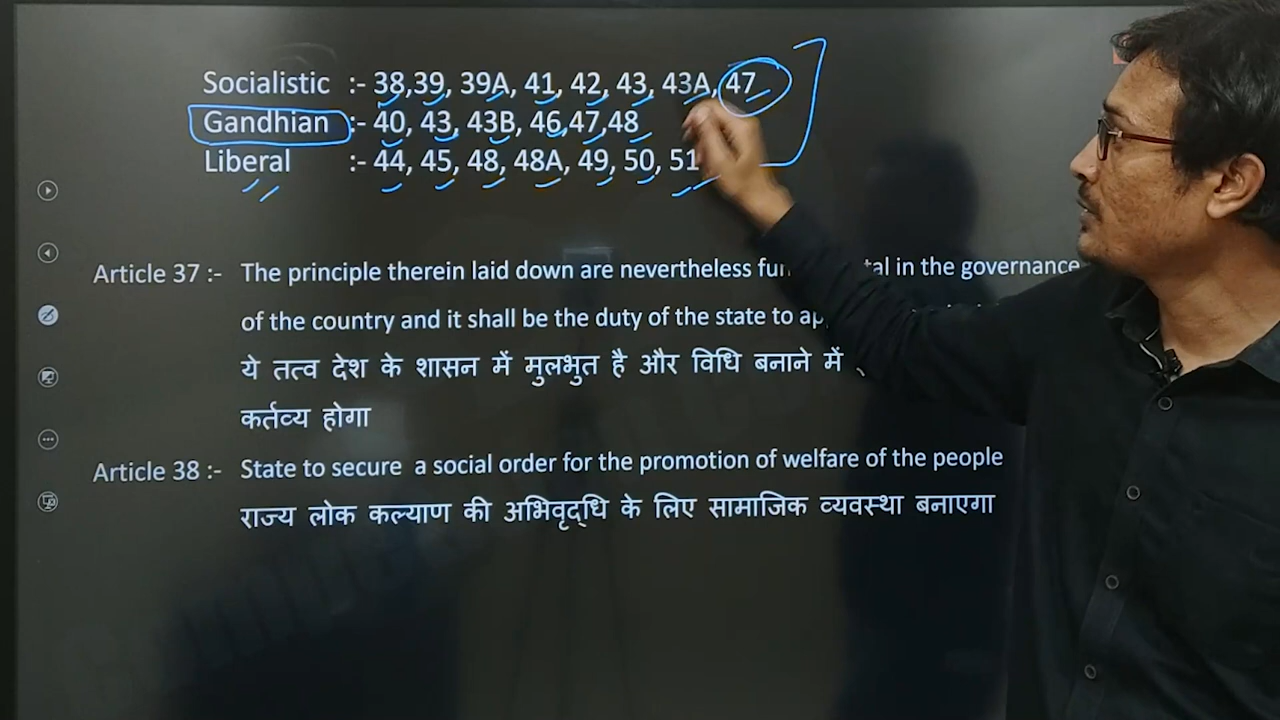 Socialistic :- 38,39, 39A, 41, 42, 43, 43A, 47
Gandhian :- 40, 43, 43B, 46,47,48
Liberal :- 44, 45, 48, 48A, 49, 50, 51
Article 37 :- The principle therein laid down are nevertheless in the governance
of the country and it shall be the duty of the state to
ये तत्व देश के शासन में मुलभुत है और विधि बनाने में
कर्तव्य होगा
Article 38 :- State to secure a social order for the promotion of welfare of the people
राज्य लोक कल्याण की अभिवृद्धि के लिए सामाजिक व्यवस्था बनाएगा